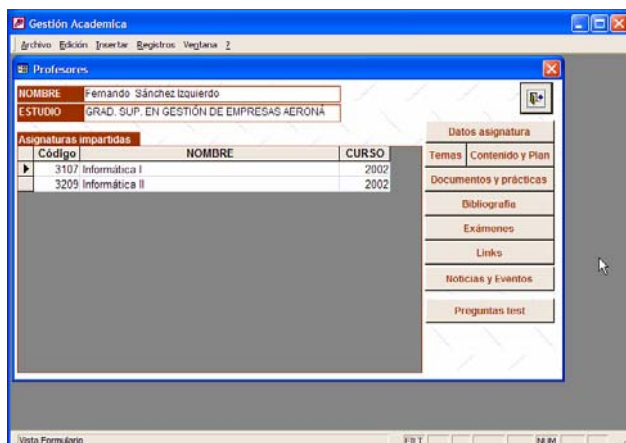 Gestión Academica
Archivo Edición Insertar Registros Ventana ?
Profesores
NOMBRE Fernando Sánchez Izquierdo
ESTUDIO GRAD. SUP. EN GESTIÓN DE EMPRESAS AERONÁ
Asignaturas impartidas
Código NOMBRE CURSO
3107 Informática I 2002
3209 Informática II 2002
Datos asignatura
Temas Contenido y Plan
Documentos y prácticas
Bibliografía
Exámenes
Links
Noticias y Eventos
Preguntas test
Vista Formulario FILT NUM